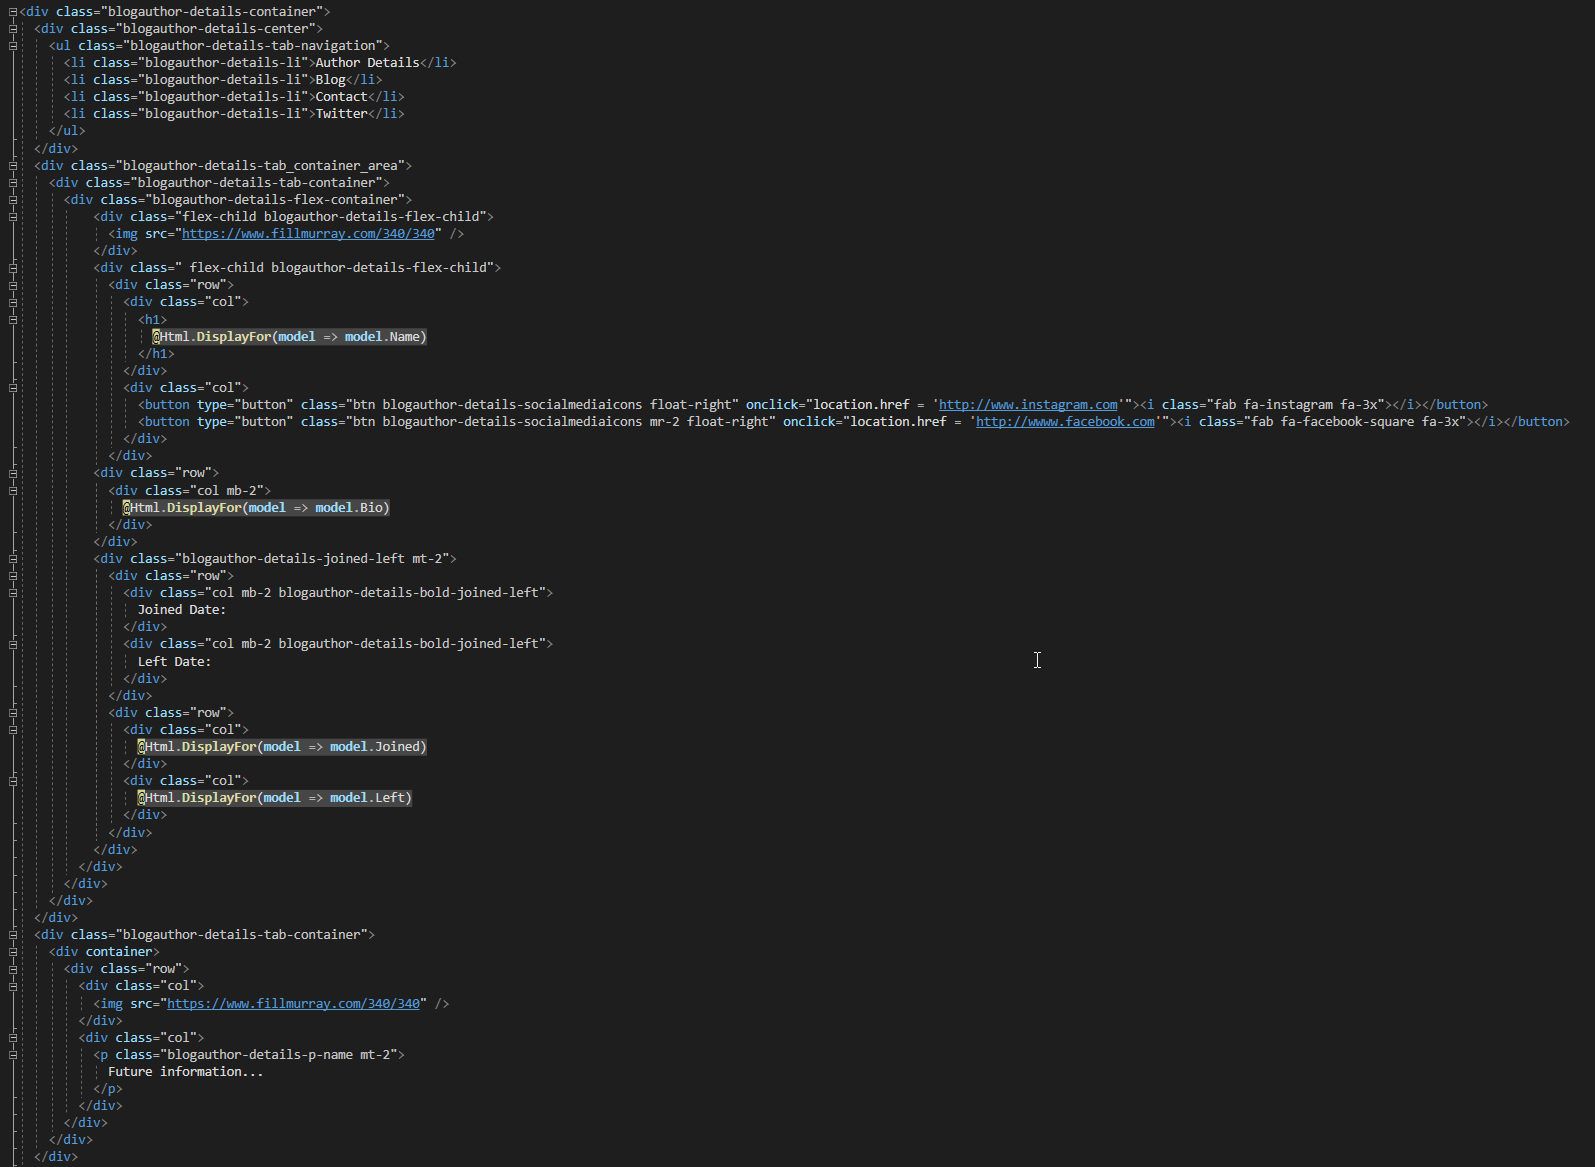 <div class="blogauthor-details-container">
<div class="blogauthor-details-center">
<ul class="blogauthor-details-tab-navigation">
<li class="blogauthor-details-li">Author Details</li>
<li class="blogauthor-details-li">Blog</li>
<li class="blogauthor-details-li">Contact</li>
<li class="blogauthor-details-li">Twitter</li>
</ul>
</div>
<div class="blogauthor-details-tab_container_area">
<div class="blogauthor-details-tab-container">
<div class="blogauthor-details-flex-container">
<div class="flex-child blogauthor-details-flex-child">
<img src="https://www.fillmurray.com/340/340" />
</div>
<div class=" flex-child blogauthor-details-flex-child">
<div class="row">
<div class="col">
<h1>
@Html.DisplayFor(model => model.Name)
</h1>
</div>
<div class="col">
<button type="button" class="btn blogauthor-details-socialmediaicons float-right" onclick="location.href = 'http://www.instagram.com'"><i class="fab fa-instagram fa-3x"></i></button>
<button type="button" class="btn blogauthor-details-socialmediaicons mr-2 float-right" onclick="location.href = 'http://wwww.facebook.com'"><i class="fab fa-facebook-square fa-3x"></i></button>
</div>
</div>
<div class="row">
<div class="col mb-2">
@Html.DisplayFor(model => model.Bio)
</div>
</div>
<div class="blogauthor-details-joined-left mt-2">
<div class="row">
<div class="col mb-2 blogauthor-details-bold-joined-left">
Joined Date:
</div>
<div class="col mb-2 blogauthor-details-bold-joined-left">
Left Date:
</div>
</div>
<div class="row">
<div class="col">
@Html.DisplayFor(model => model.Joined)
</div>
<div class="col">
@Html.DisplayFor(model => model.Left)
</div>
</div>
</div>
</div>
</div>
</div>
</div>
<div class="blogauthor-details-tab-container">
<div container>
<div class="row">
<div class="col">
<img src="https://www.fillmurray.com/340/340" />
</div>
<div class="col">
<p class="blogauthor-details-p-name mt-2">
Future information...
</p>
</div>
</div>
</div>
</div>